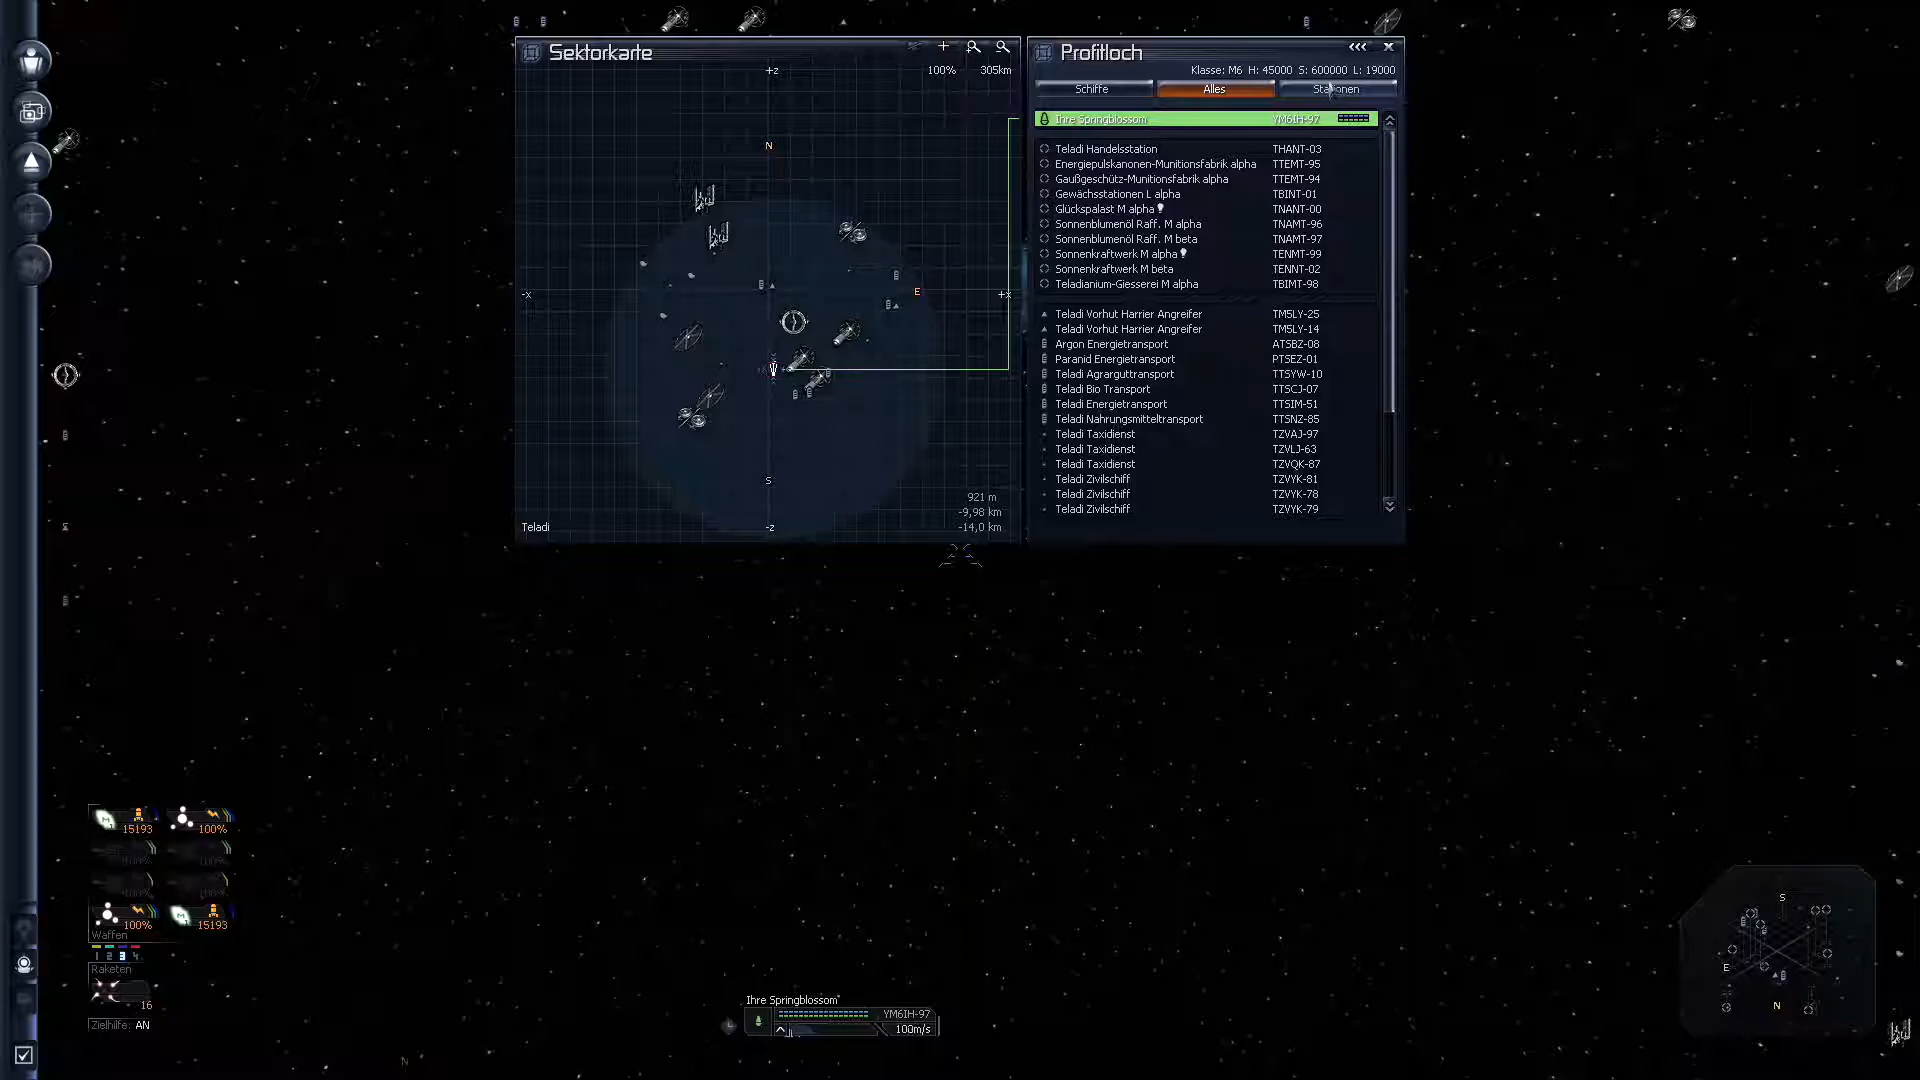 Sektorkarte
100%
305km
+z
N
-x
+x
E
S
-z
921 m
-9,98 km
-14,0 km
Teladi
Profitloch
Klasse: M6 H: 45000 S: 600000 L: 19000
Schiffe
Alles
Stationen
Ihre Springblossom YM6IH-97
Teladi Handelsstation THANT-03
Energiepulskanonen-Munitionsfabrik alpha TTEMT-95
Gaußgeschütz-Munitionsfabrik alpha TTEMT-94
Gewächsstationen L alpha TBINT-01
Glückspalast M alpha TNANT-00
Sonnenblumenöl Raff. M alpha TNAMT-96
Sonnenblumenöl Raff. M beta TNAMT-97
Sonnenkraftwerk M alpha TENMT-99
Sonnenkraftwerk M beta TENNT-02
Teladianium-Giesserei M alpha TBIMT-98
Teladi Vorhut Harrier Angreifer TM5LY-25
Teladi Vorhut Harrier Angreifer TM5LY-14
Argon Energietransport ATSBZ-08
Paranid Energietransport PTSEZ-01
Teladi Agrarguttransport TTSYW-10
Teladi Bio Transport TTSCJ-07
Teladi Energietransport TTSIM-51
Teladi Nahrungsmitteltransport TTSNZ-85
Teladi Taxidienst TZVAJ-97
Teladi Taxidienst TZVLJ-63
Teladi Taxidienst TZVQK-87
Teladi Zivilschiff TZVYK-81
Teladi Zivilschiff TZVYK-78
Teladi Zivilschiff TZVYK-79
15193
100%
100%
15193
Waffen
1 2 3 4
Raketen
16
Zielhilfe: AN
N
Ihre Springblossom
YM6IH-97
100m/s
S
E
N